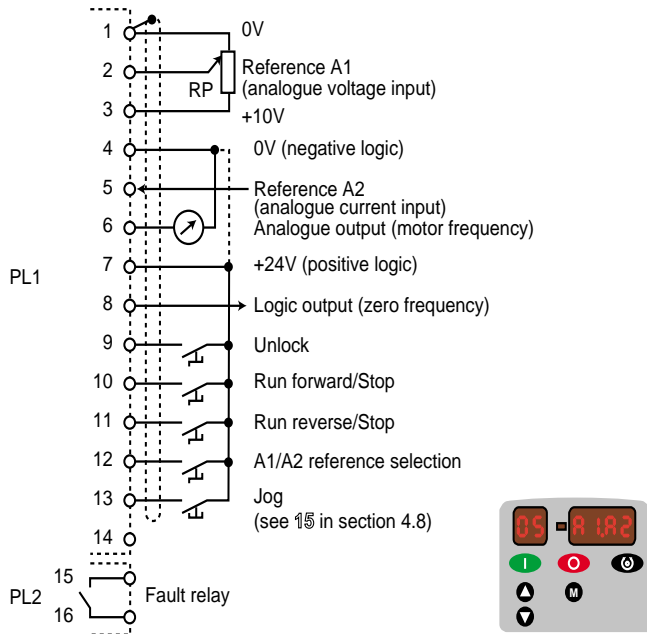 1 0V
2 RP Reference A1
(analogue voltage input)
3 +10V
4 0V (negative logic)
5 Reference A2
(analogue current input)
6 Analogue output (motor frequency)
PL1
7 +24V (positive logic)
8 Logic output (zero frequency)
9 Unlock
10 Run forward/Stop
11 Run reverse/Stop
12 A1/A2 reference selection
13 Jog
(see 15 in section 4.8)
14
PL2
15
16
Fault relay
05 - A1.A2
I O
M